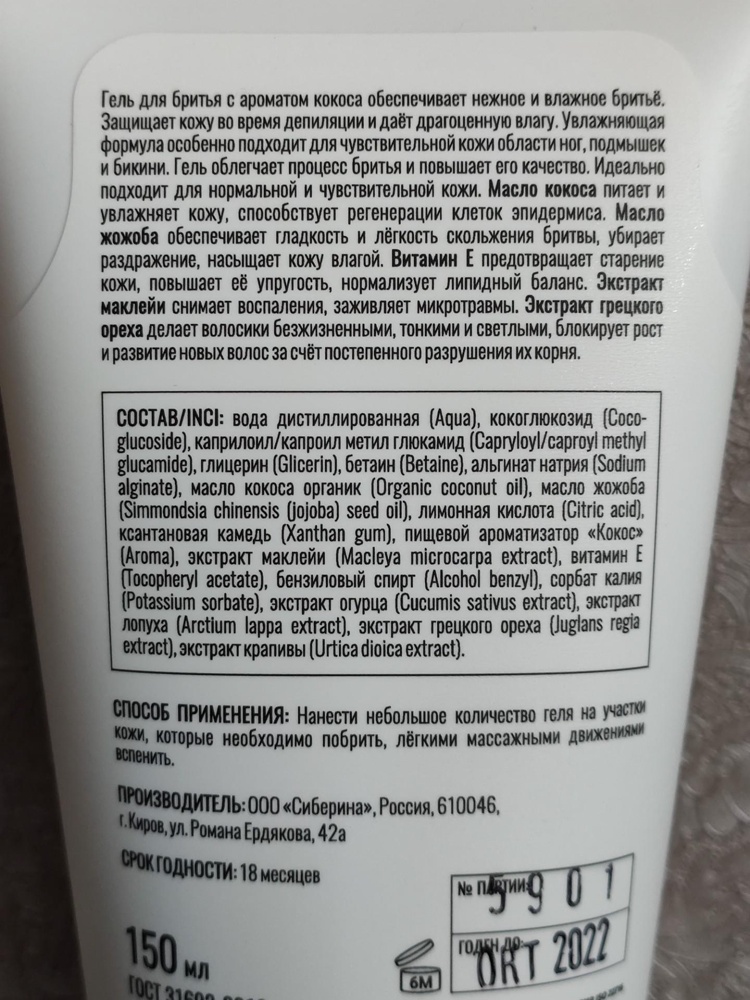 Гель для бритья с ароматом кокоса обеспечивает нежное и влажное бритьё.
Защищает кожу во время депиляции и даёт драгоценную влагу. Увлажняющая
формула особенно подходит для чувствительной кожи области ног, подмышек
и бикини. Гель облегчает процесс бритья и повышает его качество. Идеально
подходит для нормальной и чувствительной кожи. Масло кокоса питает и
увлажняет кожу, способствует регенерации клеток эпидермиса. Масло
жожоба обеспечивает гладкость и лёгкость скольжения бритвы, убирает
раздражение, насыщает кожу влагой. Витамин Е предотвращает старение
кожи, повышает её упругость, нормализует липидный баланс. Экстракт
маклейи снимает воспаления, заживляет микротравмы. Экстракт грецкого
ореха делает волосики безжизненными, тонкими и светлыми, блокирует рост
и развитие новых волос за счёт постепенного разрушения их корня.
СОСТАВ/INCI: вода дистиллированная (Aqua), кокоглюкозид (Coco-
glucoside), каприлоил/капроил метил глюкамид (Capryloyl/caproyl methyl
glucamide), глицерин (Glicerin), бетаин (Betaine), альгинат натрия (Sodium
alginate), масло кокоса органик (Organic coconut oil), масло жожоба
(Simmondsia chinensis (jojoba) seed oil), лимонная кислота (Citric acid),
ксантановая камедь (Xanthan gum), пищевой ароматизатор «Кокос»
(Aroma), экстракт маклейи (Macleya microcarpa extract), витамин Е
(Tocopheryl acetate), бензиловый спирт (Alcohol benzyl), сорбат калия
(Potassium sorbate), экстракт огурца (Cucumis sativus extract), экстракт
лопуха (Arctium lappa extract), экстракт грецкого ореха (Juglans regia
extract), экстракт крапивы (Urtica dioica extract).
СПОСОБ ПРИМЕНЕНИЯ: Нанести небольшое количество геля на участки
кожи, которые необходимо побрить, лёгкими массажными движениями
вспенить.
ПРОИЗВОДИТЕЛЬ: ООО «Сиберина», Россия, 610046,
г. Киров, ул. Романа Ердякова, 42а
СРОК ГОДНОСТИ: 18 месяцев
№ ПАРТИИ:
5901
ГОДЕН ДО:
OKT 2022
150 мл
6M
ГОСТ